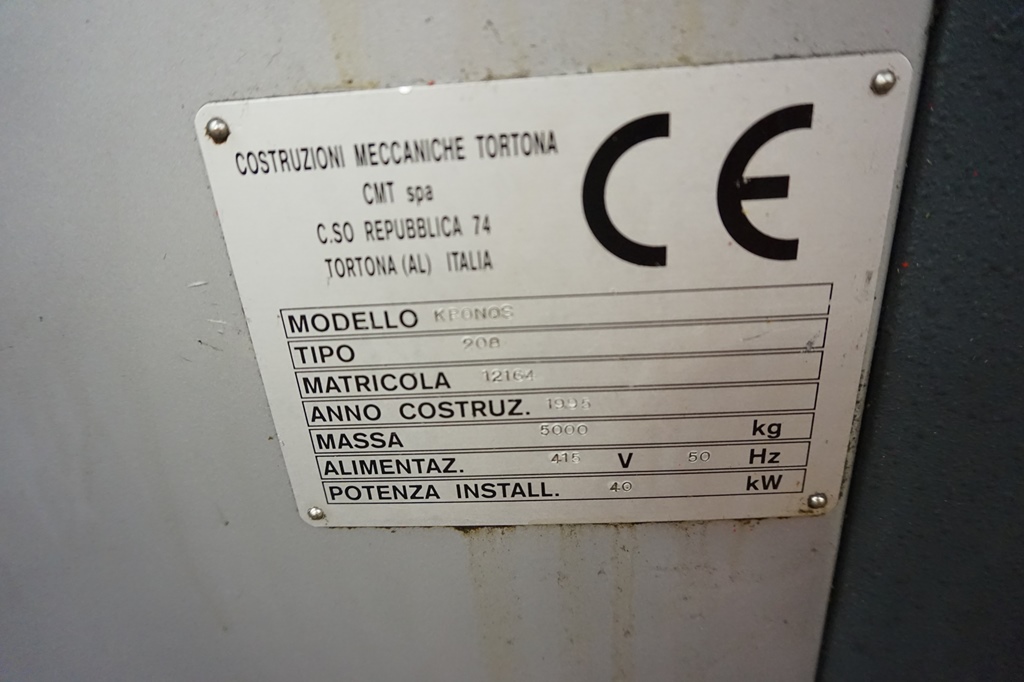 COSTRUZIONI MECCANICHE TORTONA
CMT spa
C.SO REPUBBLICA 74
TORTONA (AL) ITALIA
CE
MODELLO KRONOS
TIPO 208
MATRICOLA 12164
ANNO COSTRUZ. 1995
MASSA 5000 kg
ALIMENTAZ. 415 V 50 Hz
POTENZA INSTALL. 40 kW